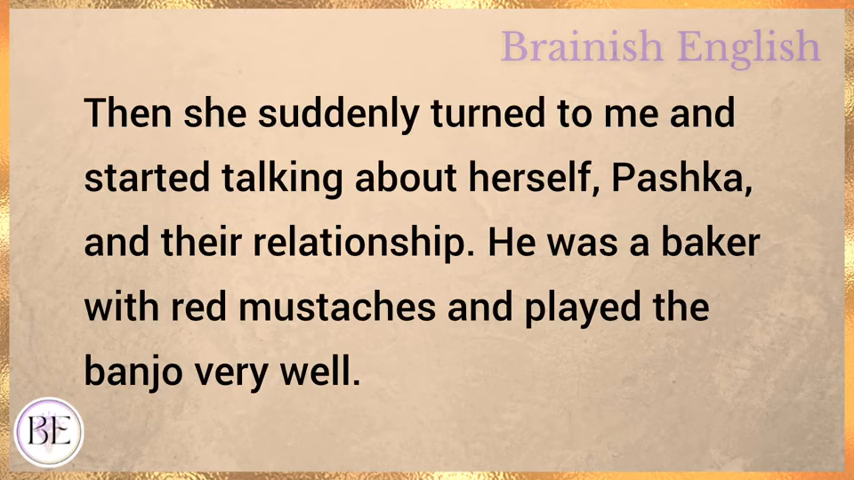 Brainish English
Then she suddenly turned to me and
started talking about herself, Pashka,
and their relationship. He was a baker
with red mustaches and played the
banjo very well.
BE